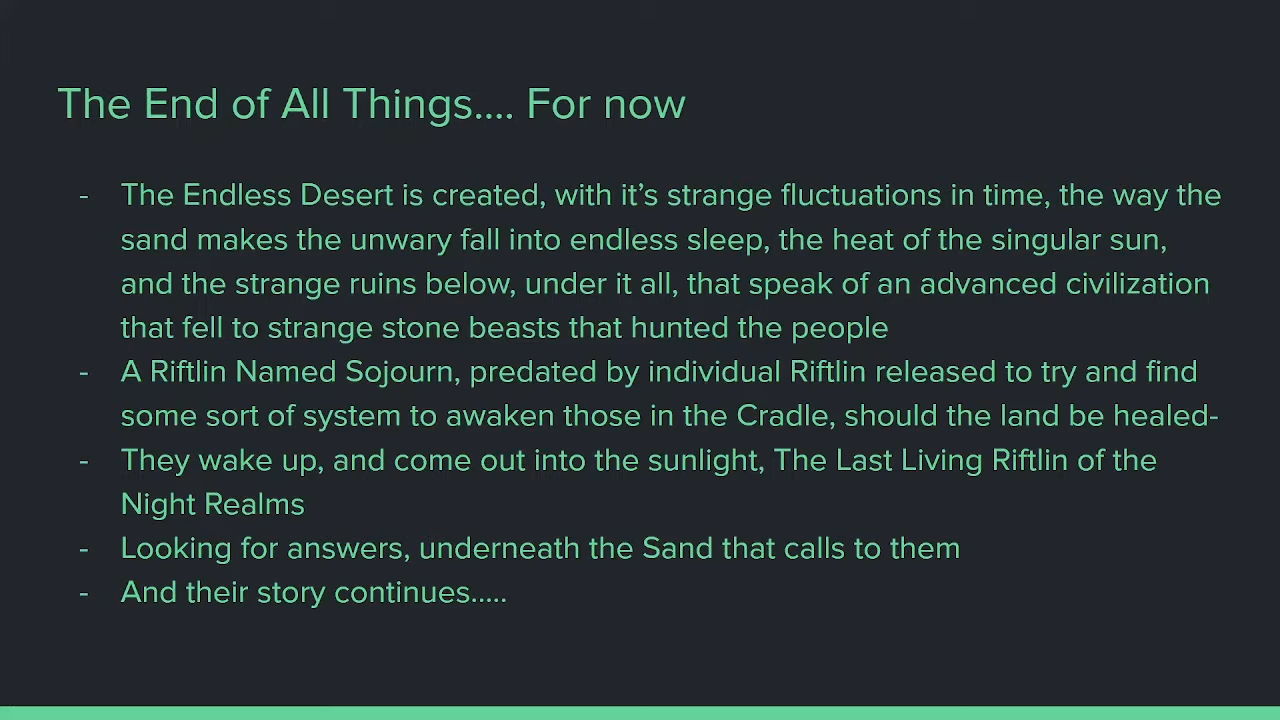 The End of All Things.... For now
- The Endless Desert is created, with it's strange fluctuations in time, the way the
sand makes the unwary fall into endless sleep, the heat of the singular sun,
and the strange ruins below, under it all, that speak of an advanced civilization
that fell to strange stone beasts that hunted the people
- A Riftlin Named Sojourn, predated by individual Riftlin released to try and find
some sort of system to awaken those in the Cradle, should the land be healed-
- They wake up, and come out into the sunlight, The Last Living Riftlin of the
Night Realms
- Looking for answers, underneath the Sand that calls to them
- And their story continues.....